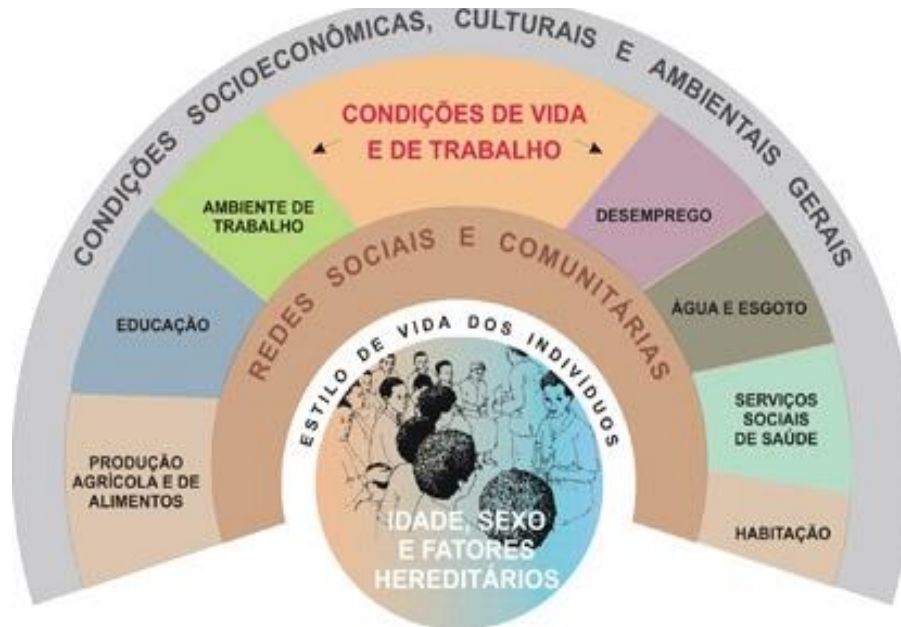 CONDIÇÕES SOCIOECONÔMICAS, CULTURAIS E AMBIENTAIS GERAIS
CONDIÇÕES DE VIDA
E DE TRABALHO
AMBIENTE DE
TRABALHO
DESEMPREGO
EDUCAÇÃO
ÁGUA E ESGOTO
PRODUÇÃO
AGRÍCOLA E DE
ALIMENTOS
SERVIÇOS
SOCIAIS
DE SAÚDE
HABITAÇÃO
REDES SOCIAIS E COMUNITÁRIAS
ESTILO DE VIDA DOS INDIVÍDUOS
IDADE, SEXO
E FATORES
HEREDITÁRIOS